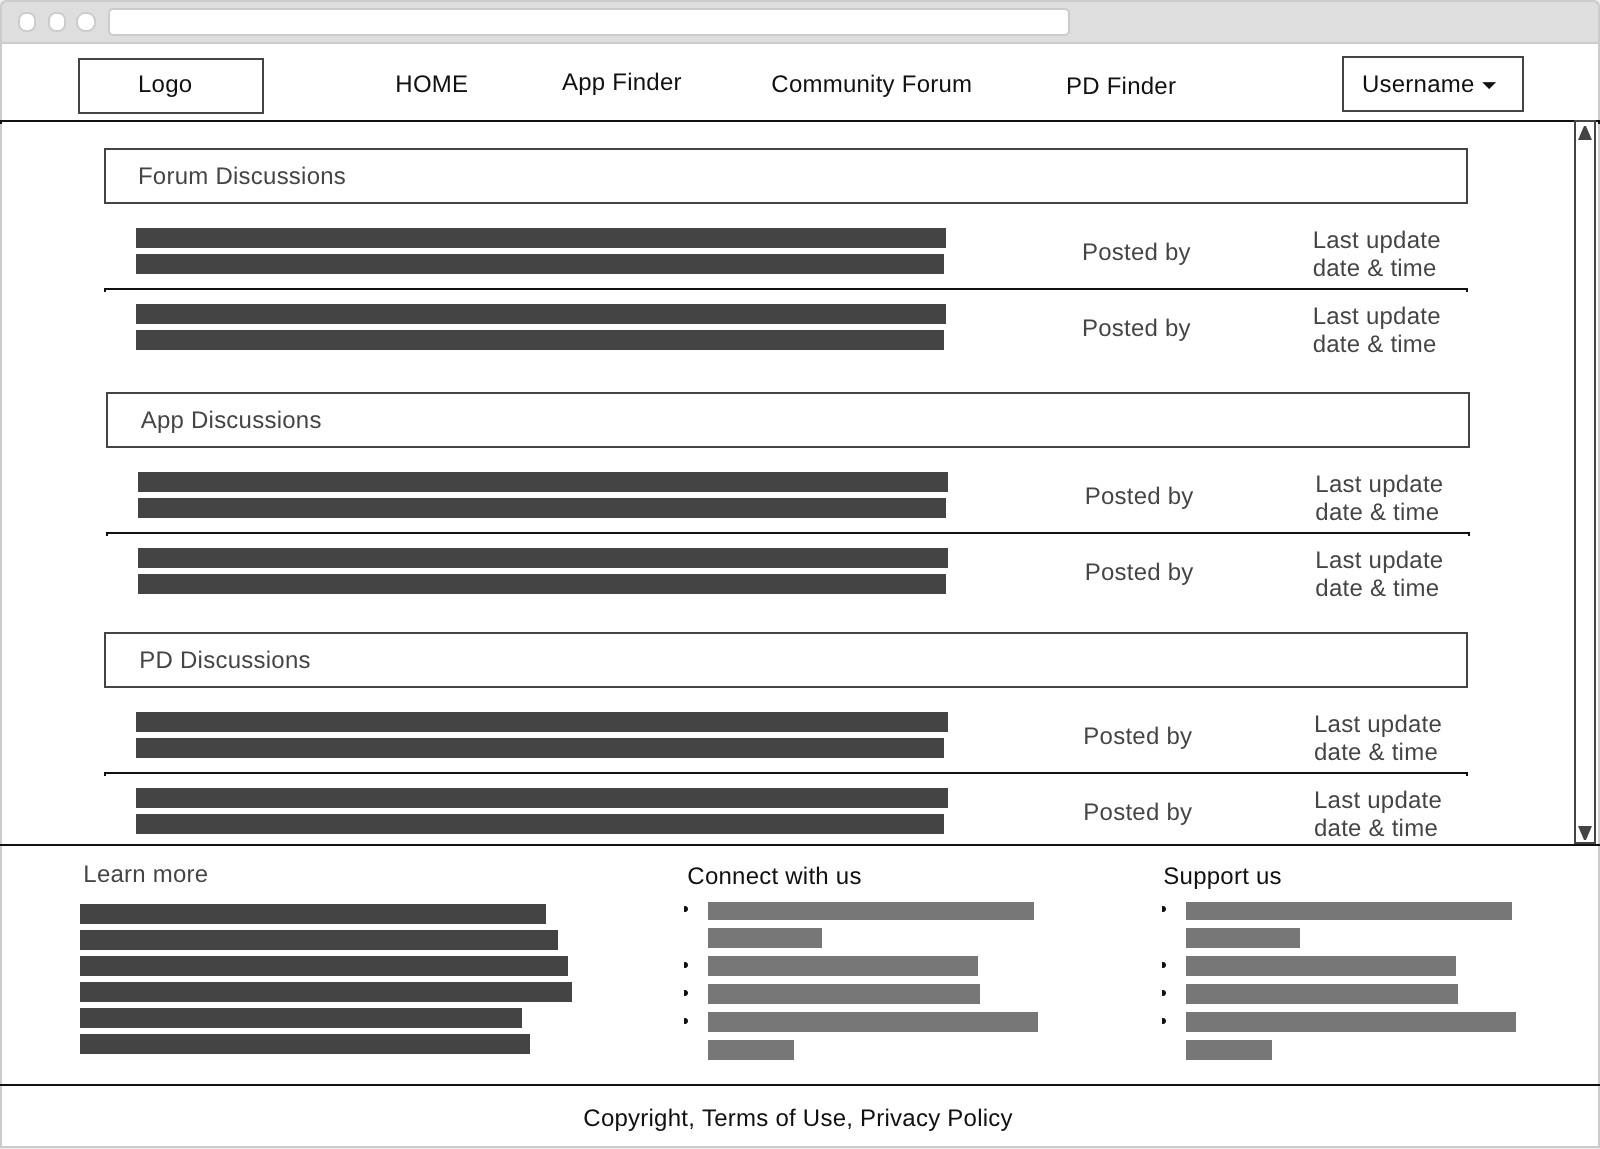 Logo
HOME
App Finder
Community Forum
PD Finder
Username
Forum Discussions
Posted by
Last update
date & time
Posted by
Last update
date & time
App Discussions
Posted by
Last update
date & time
Posted by
Last update
date & time
PD Discussions
Posted by
Last update
date & time
Posted by
Last update
date & time
Learn more
Connect with us
Support us
Copyright, Terms of Use, Privacy Policy